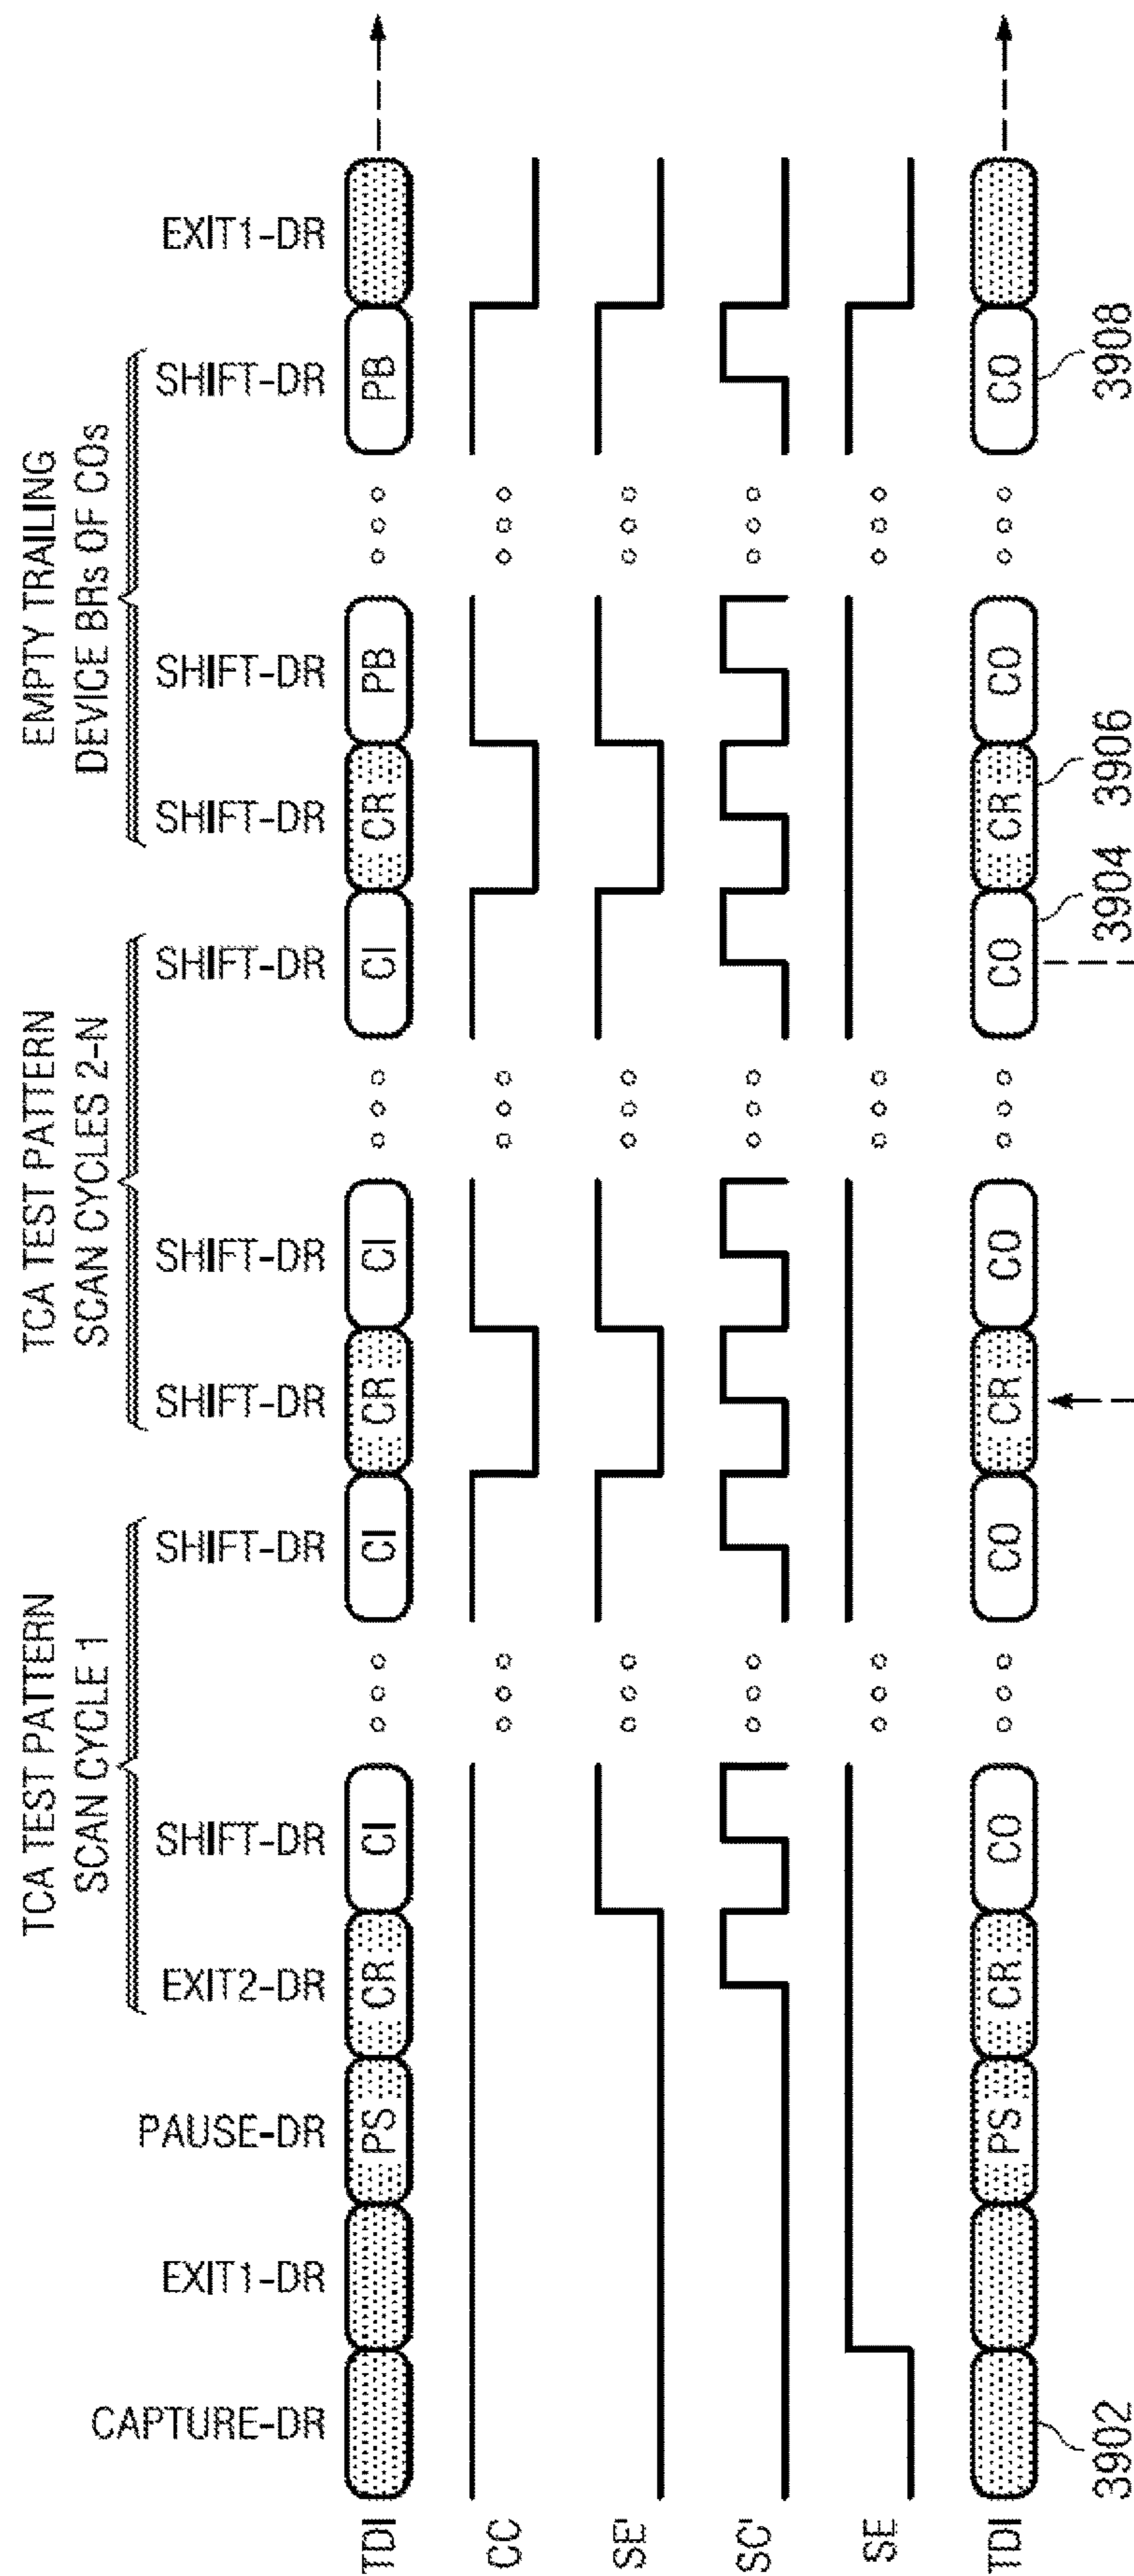 TCA TEST PATTERN
SCAN CYCLE 1
TCA TEST PATTERN
SCAN CYCLES 2-N
EMPTY TRAILING
DEVICE BRs OF COs
CAPTURE-DR
EXIT1-DR
PAUSE-DR
EXIT2-DR
SHIFT-DR
SHIFT-DR
SHIFT-DR
SHIFT-DR
SHIFT-DR
SHIFT-DR
SHIFT-DR
SHIFT-DR
EXIT1-DR
TDI PS CR CI CI CR CI CI CR PB PB
CC
SE'
SC'
SE
TDI PS CR CO CO CR CO CO CR CO CO
3902 3904 3906 3908